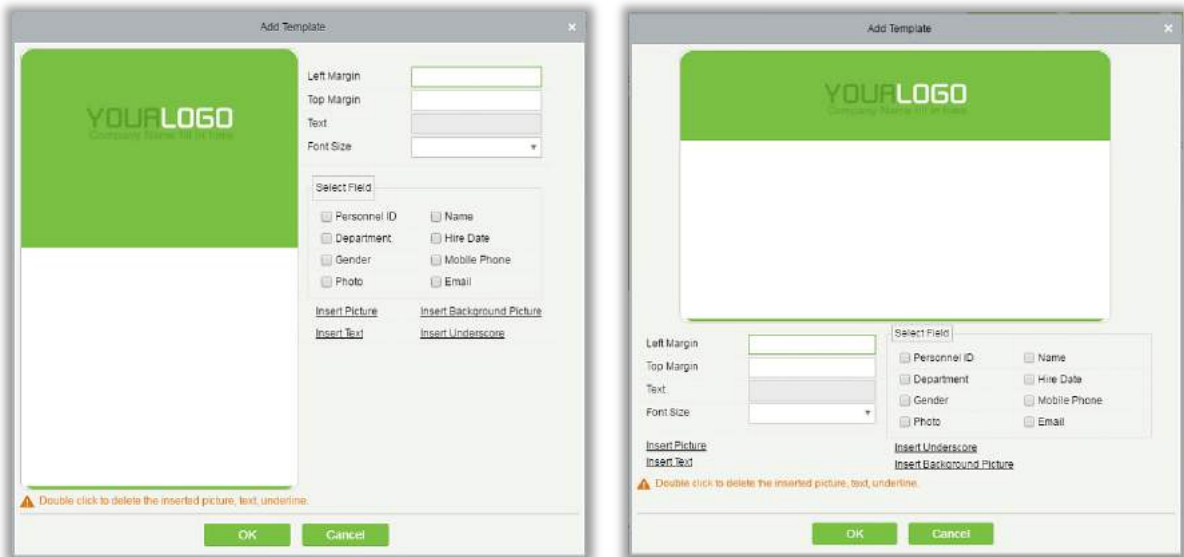 Add Template
×
YOURLOGO
Left Margin
Top Margin
Text
Font Size
Select Field
Personnel ID Name
Department Hire Date
Gender Mobile Phone
Photo Email
Insert Picture Insert Background Picture
Insert Text Insert Underscore
Double click to delete the inserted picture, text, underline.
OK Cancel
Add Template
×
YOURLOGO
Left Margin
Top Margin
Text
Font Size
Select Field
Personnel ID Name
Department Hire Date
Gender Mobile Phone
Photo Email
Insert Picture
Insert Text
Insert Underscore
Insert Background Picture
Double click to delete the inserted picture, text, underline.
OK Cancel